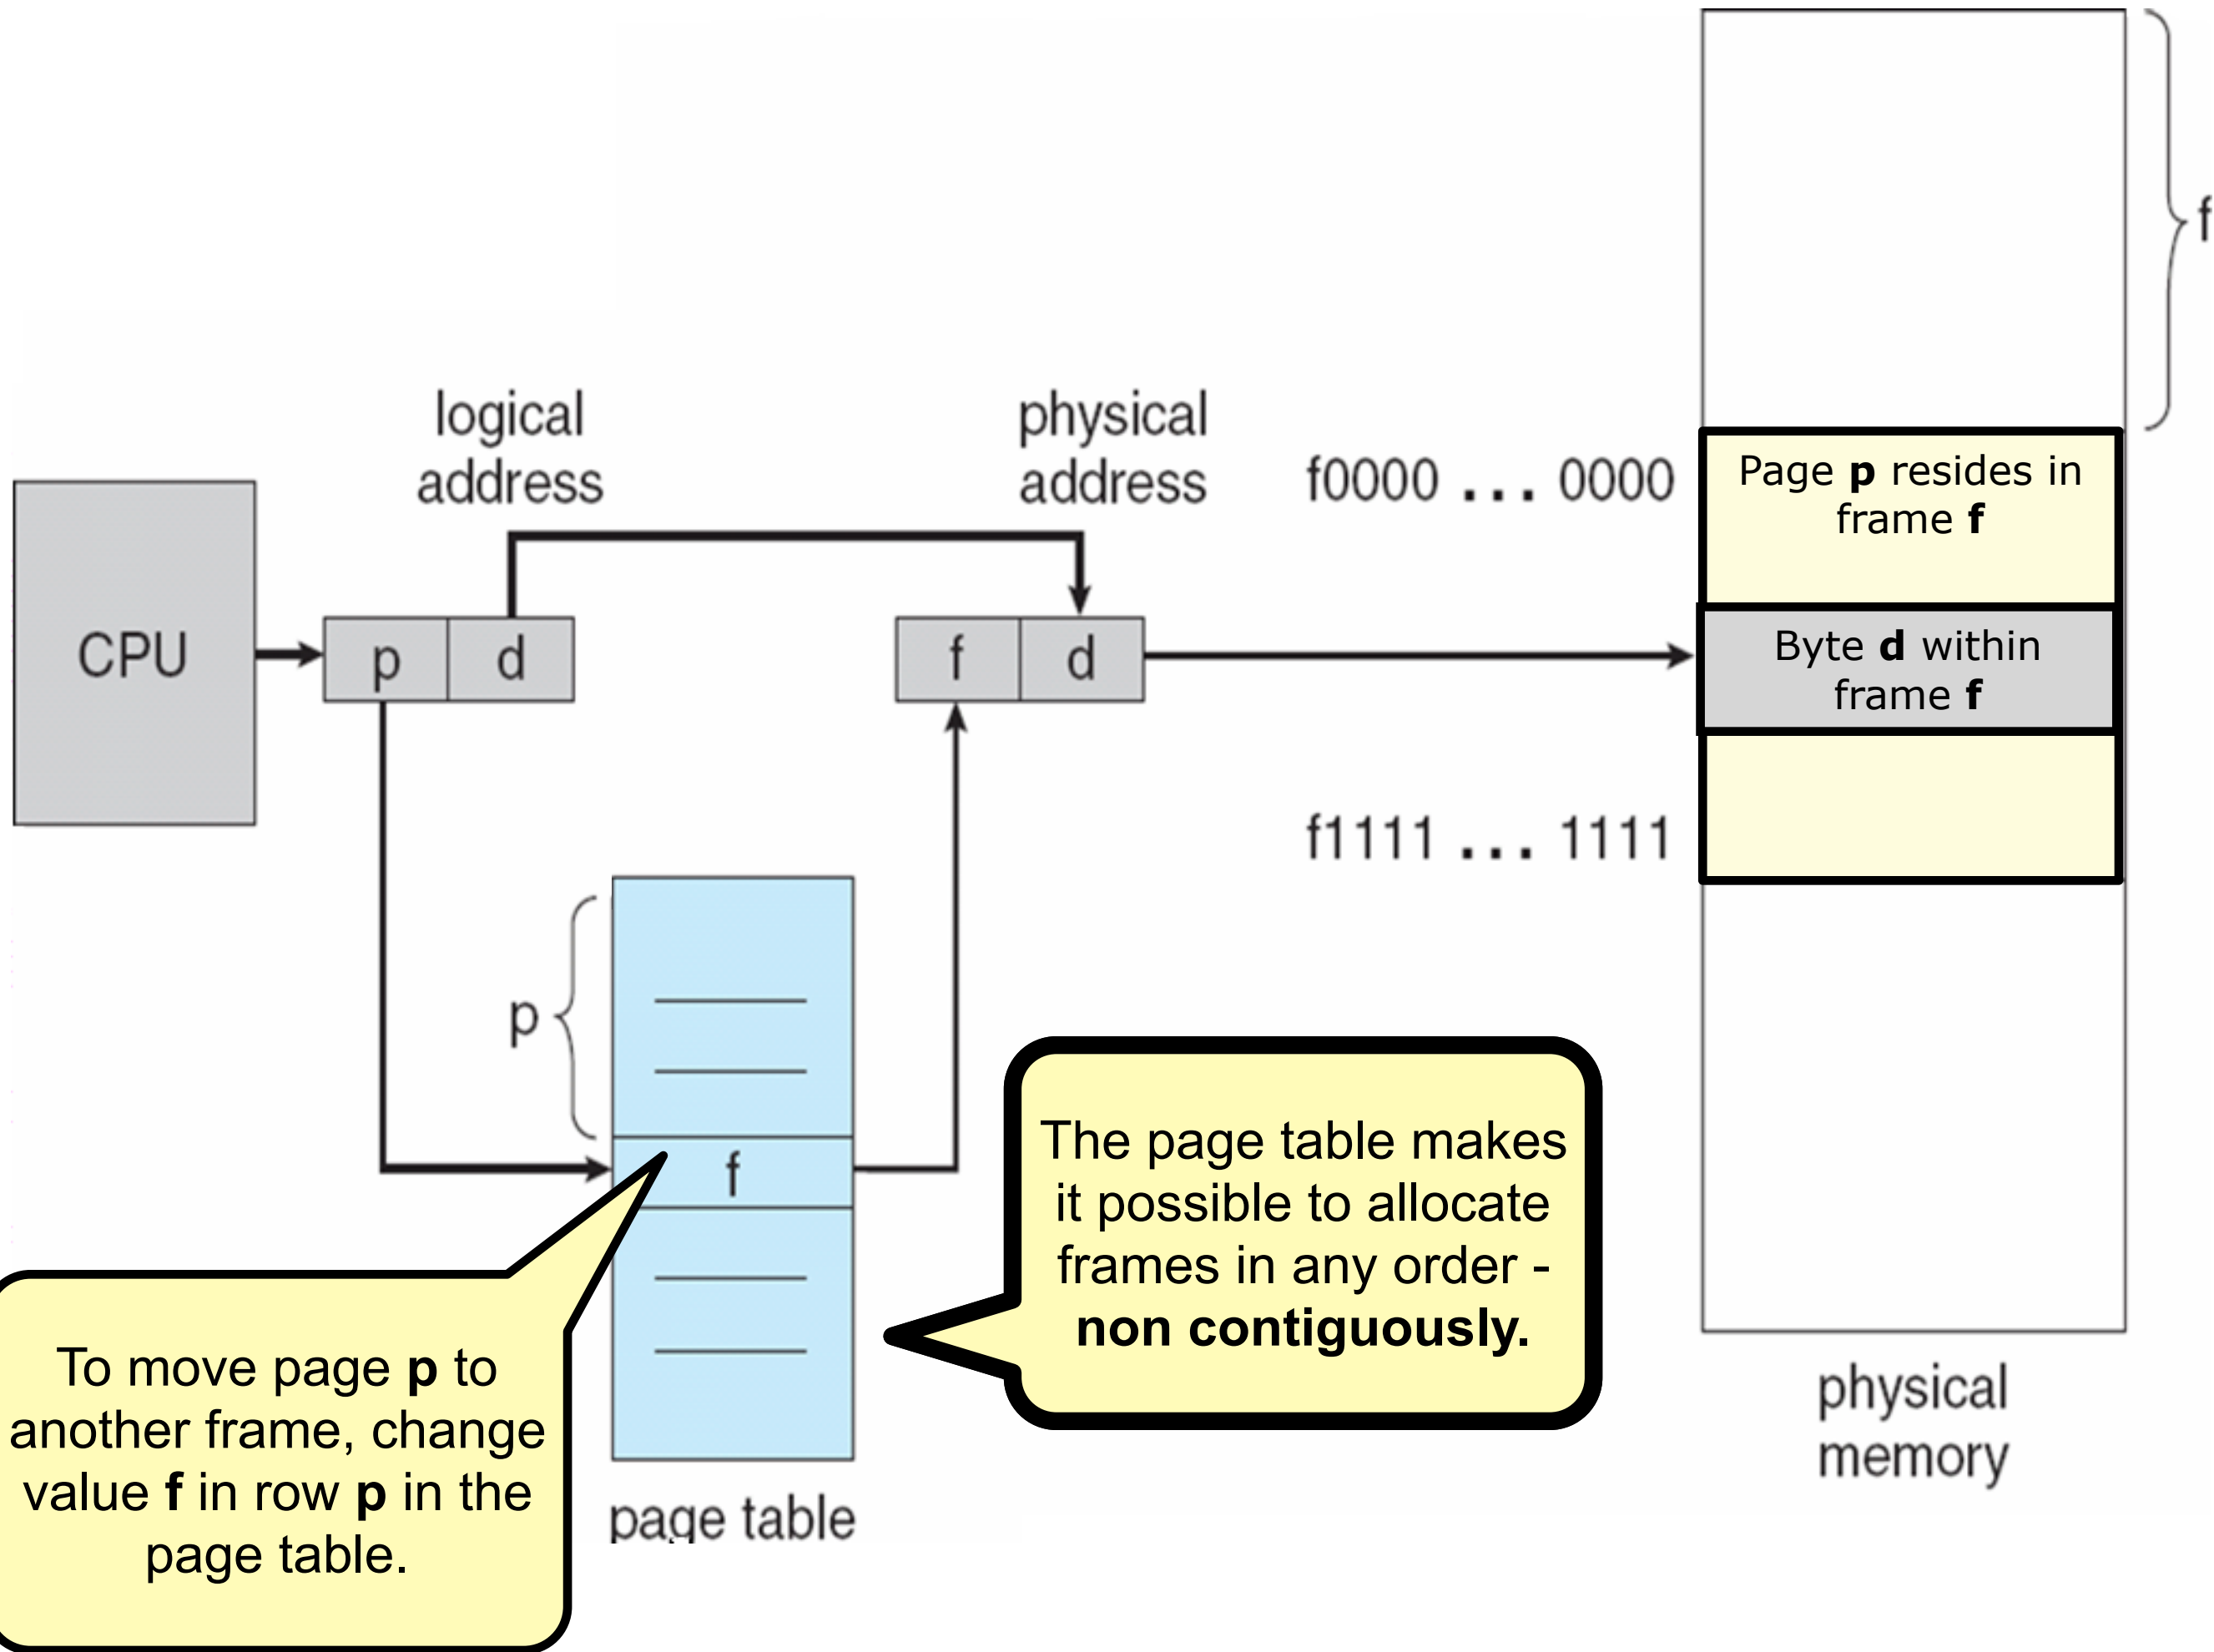 f
logical
address
physical
address
f0000 ... 0000
Page p resides in
frame f
CPU
p
d
f
d
Byte d within
frame f
f1111 ... 1111
p
f
The page table makes
it possible to allocate
frames in any order -
non contiguously.
To move page p to
another frame, change
value f in row p in the
page table.
page table
physical
memory